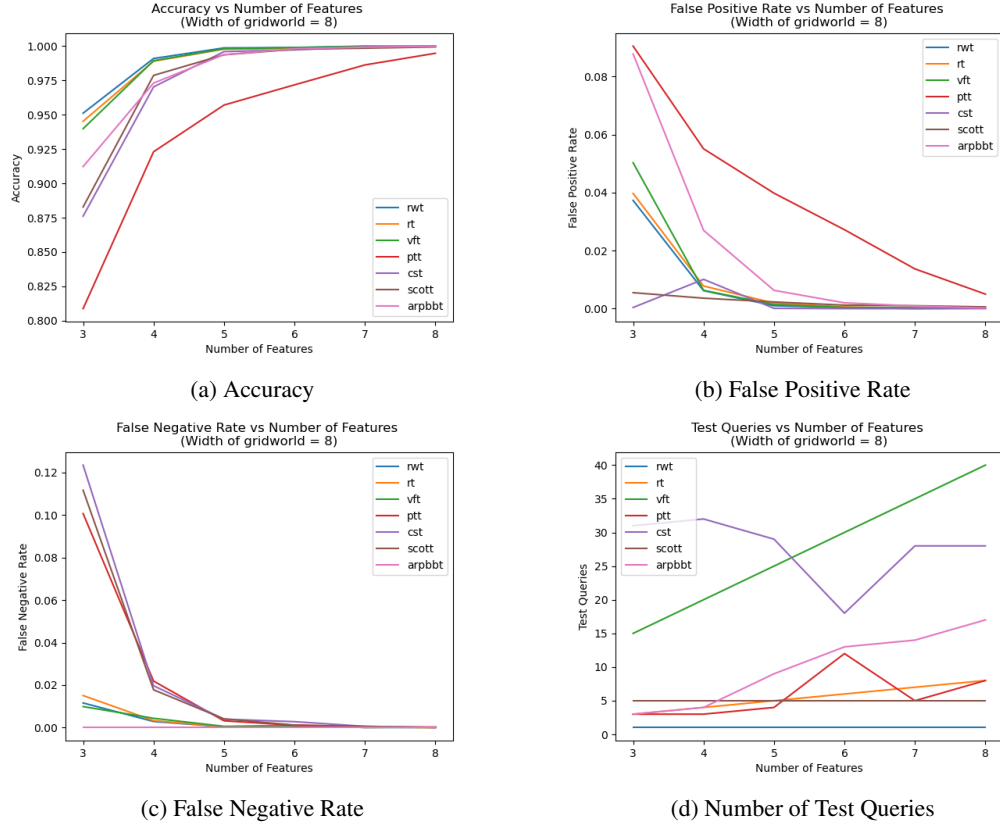 Accuracy vs Number of Features
(Width of gridworld = 8)
1.000
0.975
0.950
0.925
0.900
0.875
0.850
0.825
0.800
Accuracy
3 4 5 6 7 8
Number of Features
rwt
rt
vft
ptt
cst
scott
arpbbt
(a) Accuracy
False Positive Rate vs Number of Features
(Width of gridworld = 8)
0.08
0.06
0.04
0.02
0.00
False Positive Rate
3 4 5 6 7 8
Number of Features
rwt
rt
vft
ptt
cst
scott
arpbbt
(b) False Positive Rate
False Negative Rate vs Number of Features
(Width of gridworld = 8)
0.12
0.10
0.08
0.06
0.04
0.02
0.00
False Negative Rate
3 4 5 6 7 8
Number of Features
rwt
rt
vft
ptt
cst
scott
arpbbt
(c) False Negative Rate
Test Queries vs Number of Features
(Width of gridworld = 8)
40
35
30
25
20
15
10
5
0
Test Queries
3 4 5 6 7 8
Number of Features
rwt
rt
vft
ptt
cst
scott
arpbbt
(d) Number of Test Queries